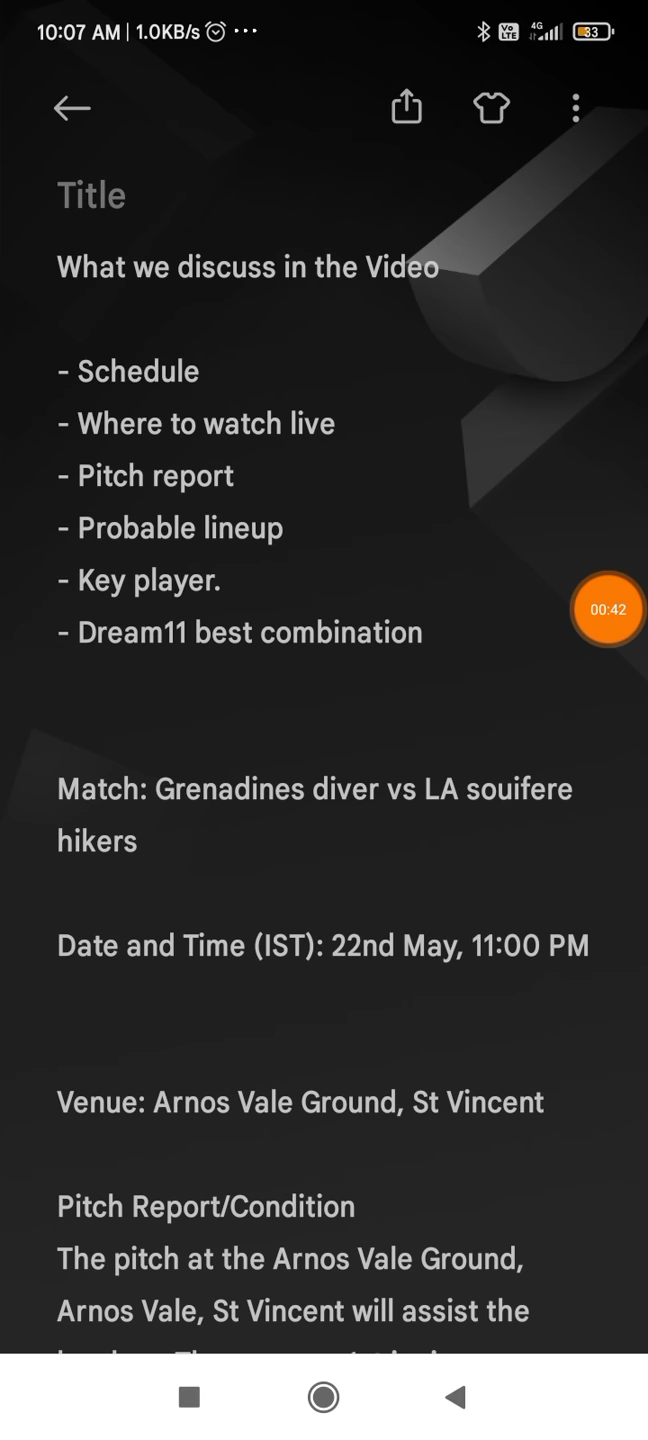 10:07 AM | 1.0KB/s ...
Vo LTE 4G 33
Title
What we discuss in the Video
- Schedule
- Where to watch live
- Pitch report
- Probable lineup
- Key player.
00:42
- Dream11 best combination
Match: Grenadines diver vs LA souifere
hikers
Date and Time (IST): 22nd May, 11:00 PM
Venue: Arnos Vale Ground, St Vincent
Pitch Report/Condition
The pitch at the Arnos Vale Ground,
Arnos Vale, St Vincent will assist the